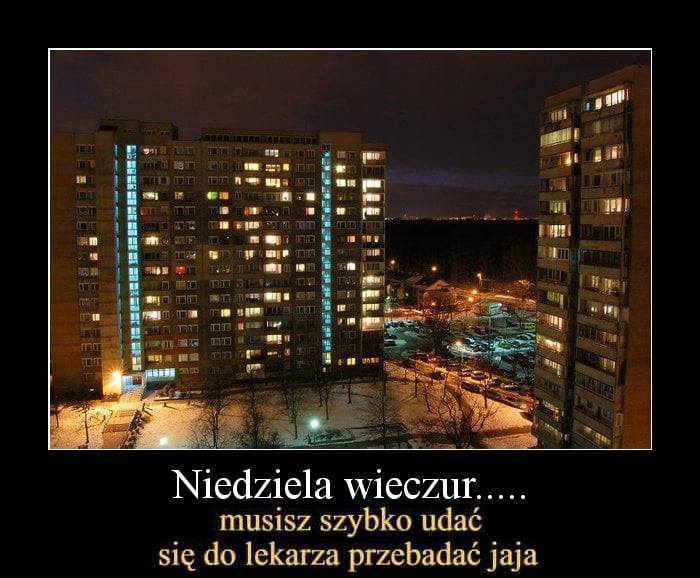 Niedziela wieczur.....
musisz szybko udać
się do lekarza przebadać jaja